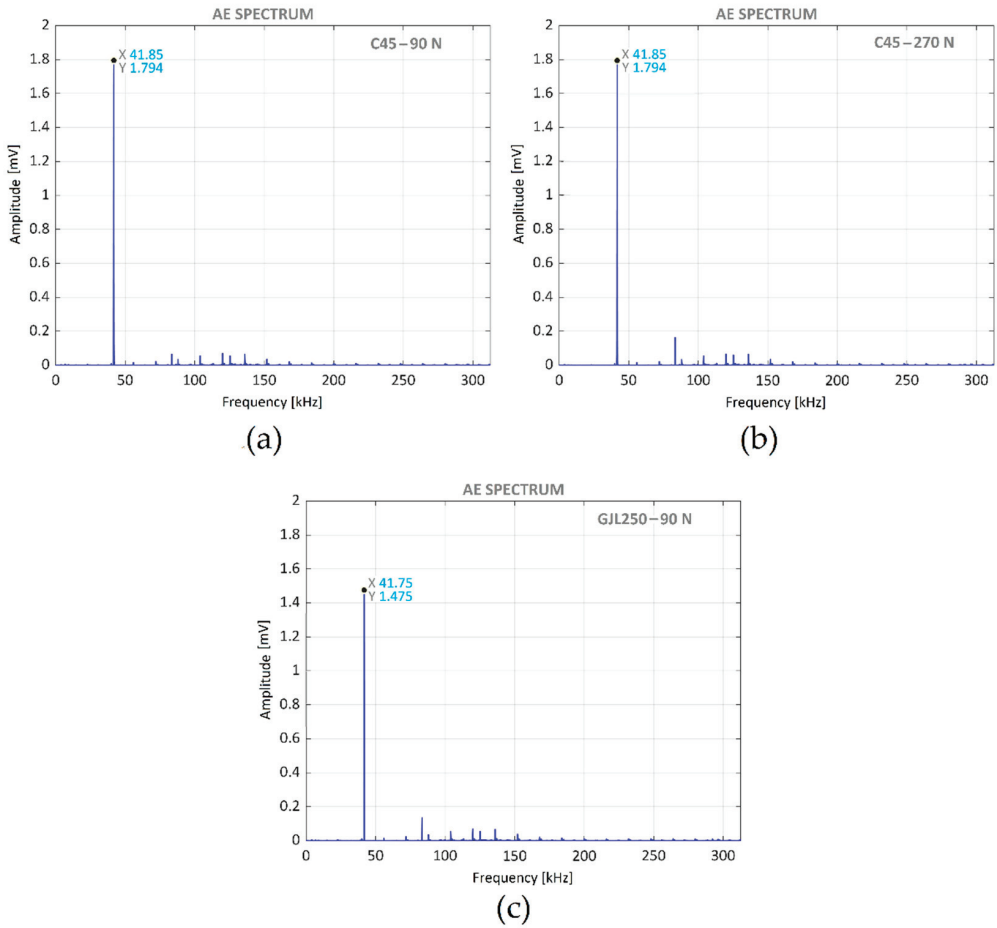 AE SPECTRUM
C45–90 N
X 41.85
Y 1.794
Amplitude [mV]
2
1.8
1.6
1.4
1.2
1
0.8
0.6
0.4
0.2
0
0 50 100 150 200 250 300
Frequency [kHz]
(a)
AE SPECTRUM
C45–270 N
X 41.85
Y 1.794
Amplitude [mV]
2
1.8
1.6
1.4
1.2
1
0.8
0.6
0.4
0.2
0
0 50 100 150 200 250 300
Frequency [kHz]
(b)
AE SPECTRUM
GJL250–90 N
X 41.75
Y 1.475
Amplitude [mV]
2
1.8
1.6
1.4
1.2
1
0.8
0.6
0.4
0.2
0
0 50 100 150 200 250 300
Frequency [kHz]
(c)